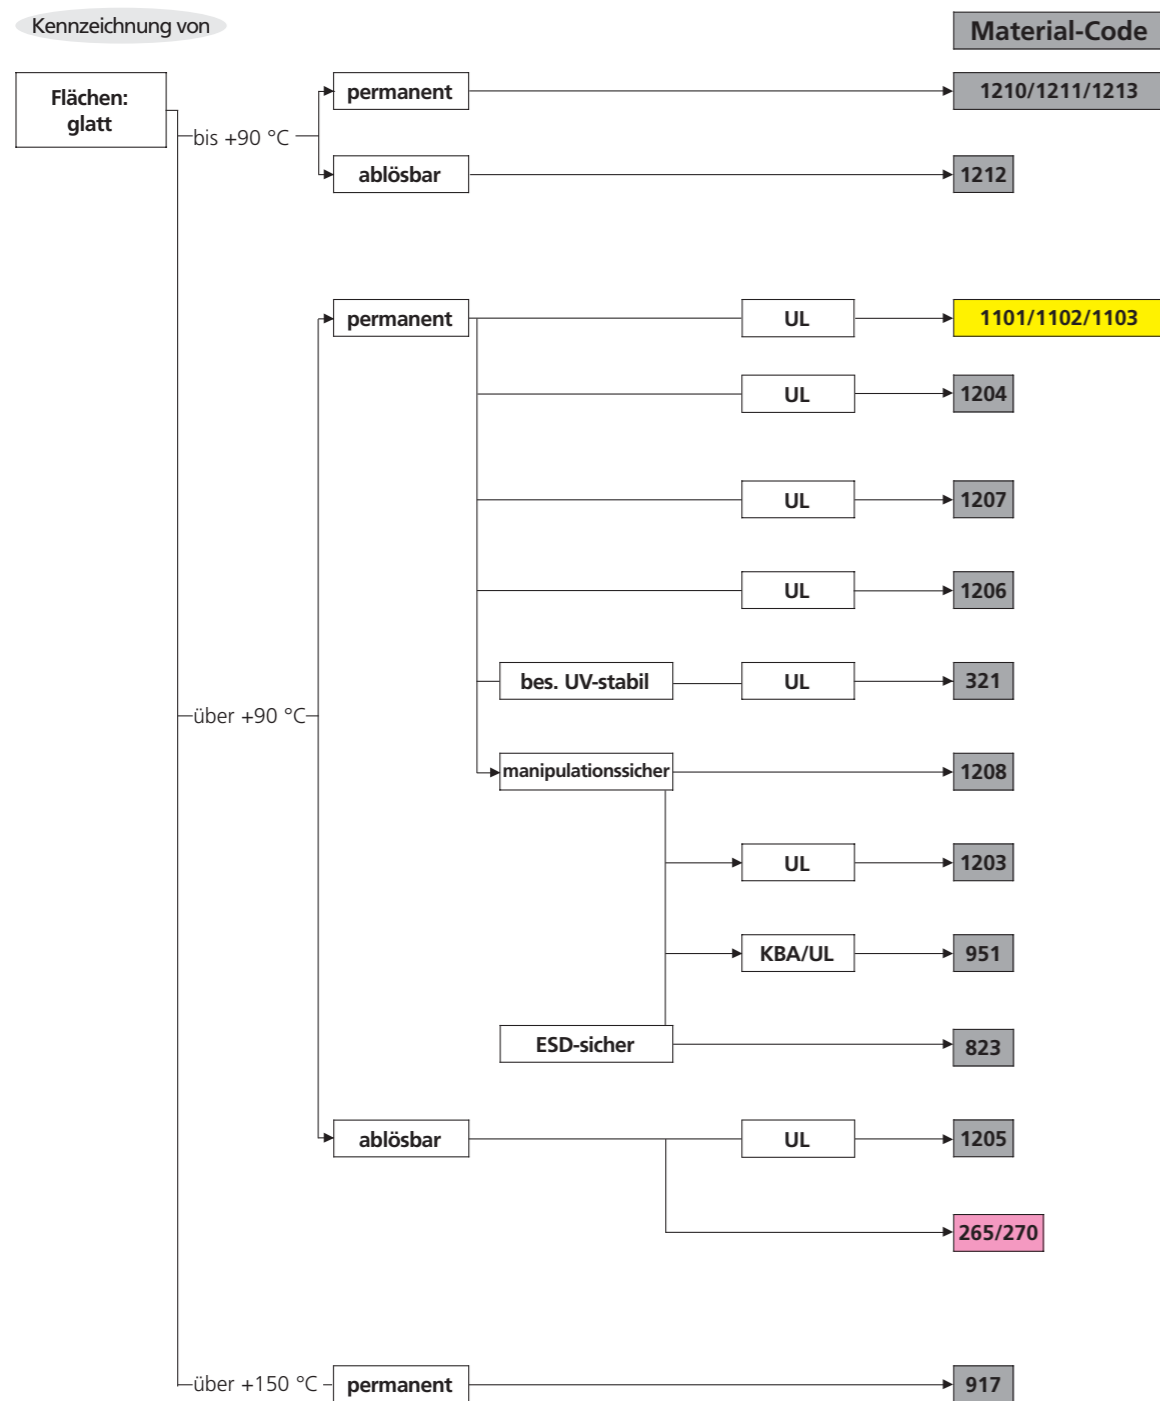 Kennzeichnung von
Material-Code
Flächen:
glatt
bis +90 °C
permanent
1210/1211/1213
ablösbar
1212
über +90 °C
permanent
UL
1101/1102/1103
UL
1204
UL
1207
UL
1206
bes. UV-stabil
UL
321
manipulationssicher
1208
UL
1203
KBA/UL
951
ESD-sicher
823
ablösbar
UL
1205
265/270
über +150 °C
permanent
917